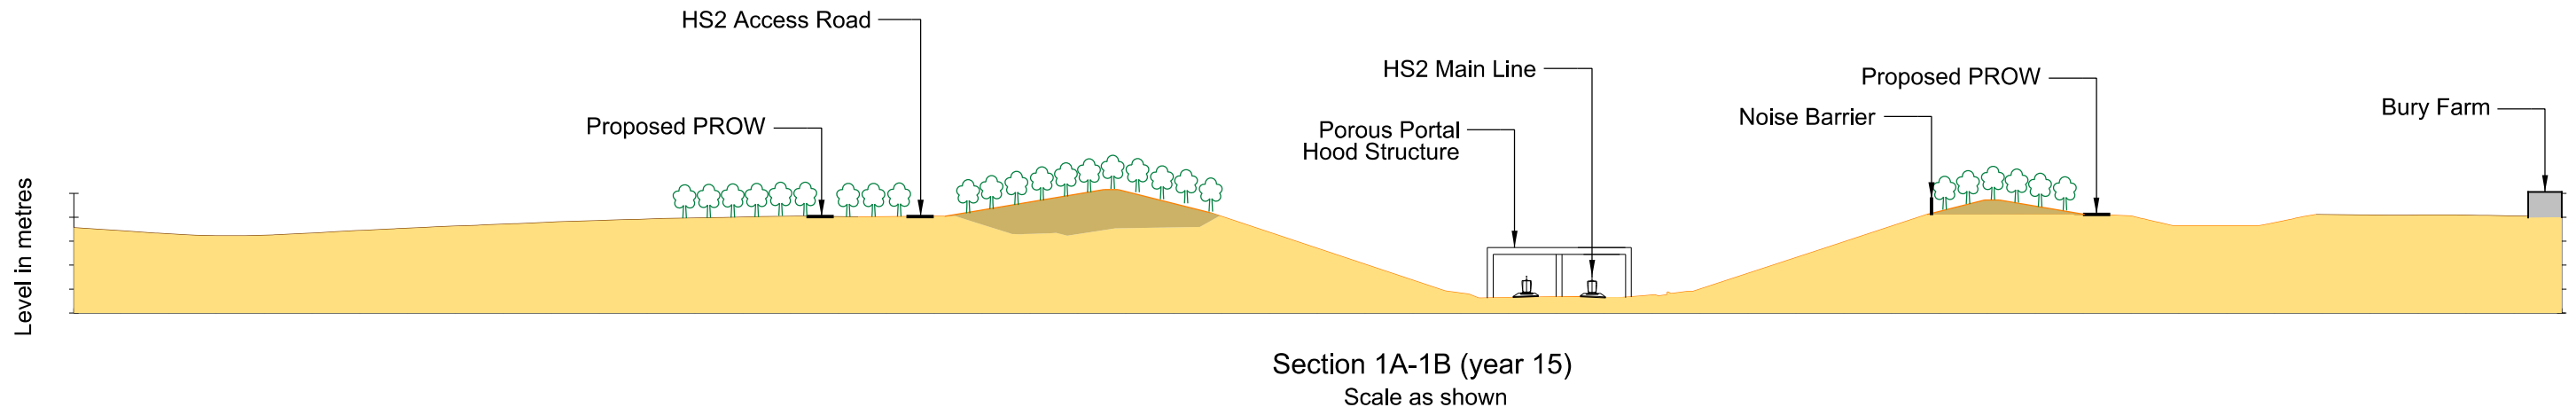 HS2 Access Road
Proposed PROW
HS2 Main Line
Porous Portal
Hood Structure
Proposed PROW
Noise Barrier
Bury Farm
Level in metres
Section 1A-1B (year 15)
Scale as shown